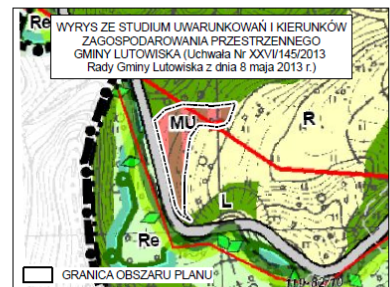 Re
WYRYS ZE STUDIUM UWARUNKOWAŃ I KIERUNKÓW
ZAGOSPODAROWANIA PRZESTRZENNEGO
GMINY LUTOWISKA (Uchwała Nr XXVI/145/2013
Rady Gminy Lutowiska z dnia 8 maja 2013 r.)
MU
R
L
Re
GRANICA OBSZARU PLANU